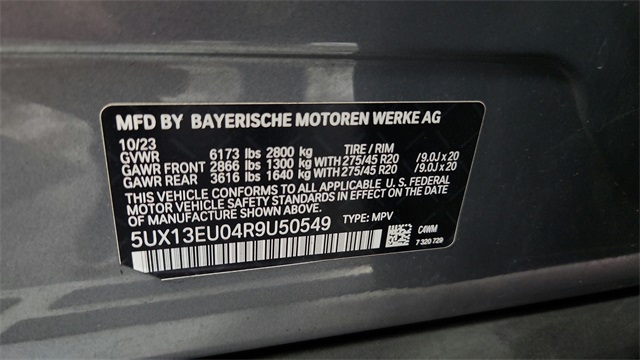 MFD BY BAYERISCHE MOTOREN WERKE AG
10/23 TIRE / RIM
GVWR 6173 lbs 2800 kg
GAWR FRONT 2866 lbs 1300 kg WITH 275/45 R20 /9.0J x 20
GAWR REAR 3616 lbs 1640 kg WITH 275/45 R20 /9.0J x 20
THIS VEHICLE CONFORMS TO ALL APPLICABLE U. S. FEDERAL
MOTOR VEHICLE SAFETY STANDARDS IN EFFECT ON THE DATE OF
MANUFACTURE SHOWN ABOVE.
5UX13EU04R9U50549 TYPE: MPV
C4WM
7 320 729